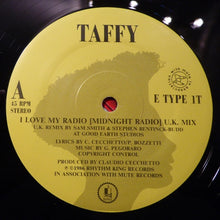 TAFFY
A
45 RPM
STEREO
E TYPE 1T
I LOVE MY RADIO [MIDNIGHT RADIO] U.K. MIX
U.K. REMIX BY SAM SMITH & STEPHEN BENTINCK-BUDD
AT GOOD EARTH STUDIOS
LYRICS BY C. CECCHETTO/P. BOZZETTI
MUSIC BY G. PEGORARO
COPYRIGHT CONTROL
PRODUCED BY CLAUDIO CECCHETTO
℗ ©1986 RHYTHM KING RECORDS
IN ASSOCIATION WITH MUTE RECORDS